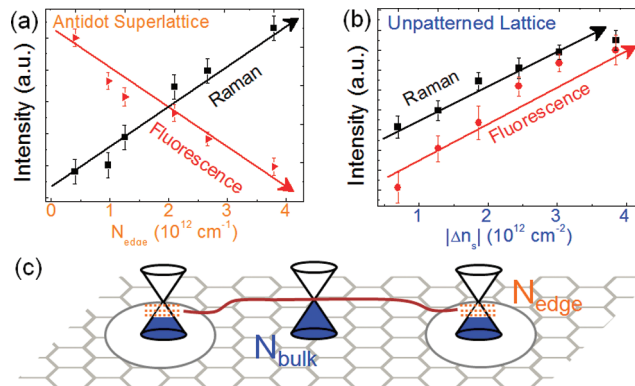 (a) Antidot Superlattice
Intensity (a.u.)
Raman
Fluorescence
0 1 2 3 4
N_edge (10^12 cm^-1)
(b) Unpatterned Lattice
Intensity (a.u.)
Raman
Fluorescence
1 2 3 4
|Δn_s| (10^12 cm^-2)
(c)
N_edge
N_bulk